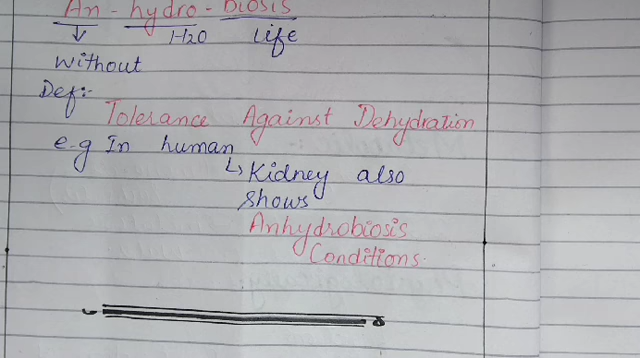 An - hydro - biosis
H2O Life
without
Def:-
Tolerance Against Dehydration
e.g In human
↳ Kidney also
shows
Anhydrobiosis
Conditions.